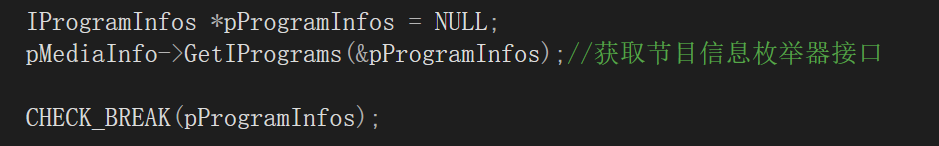 IProgramInfos *pProgramInfos = NULL;
pMediaInfo->GetIPrograms(&pProgramInfos);//获取节目信息枚举器接口
CHECK_BREAK(pProgramInfos);